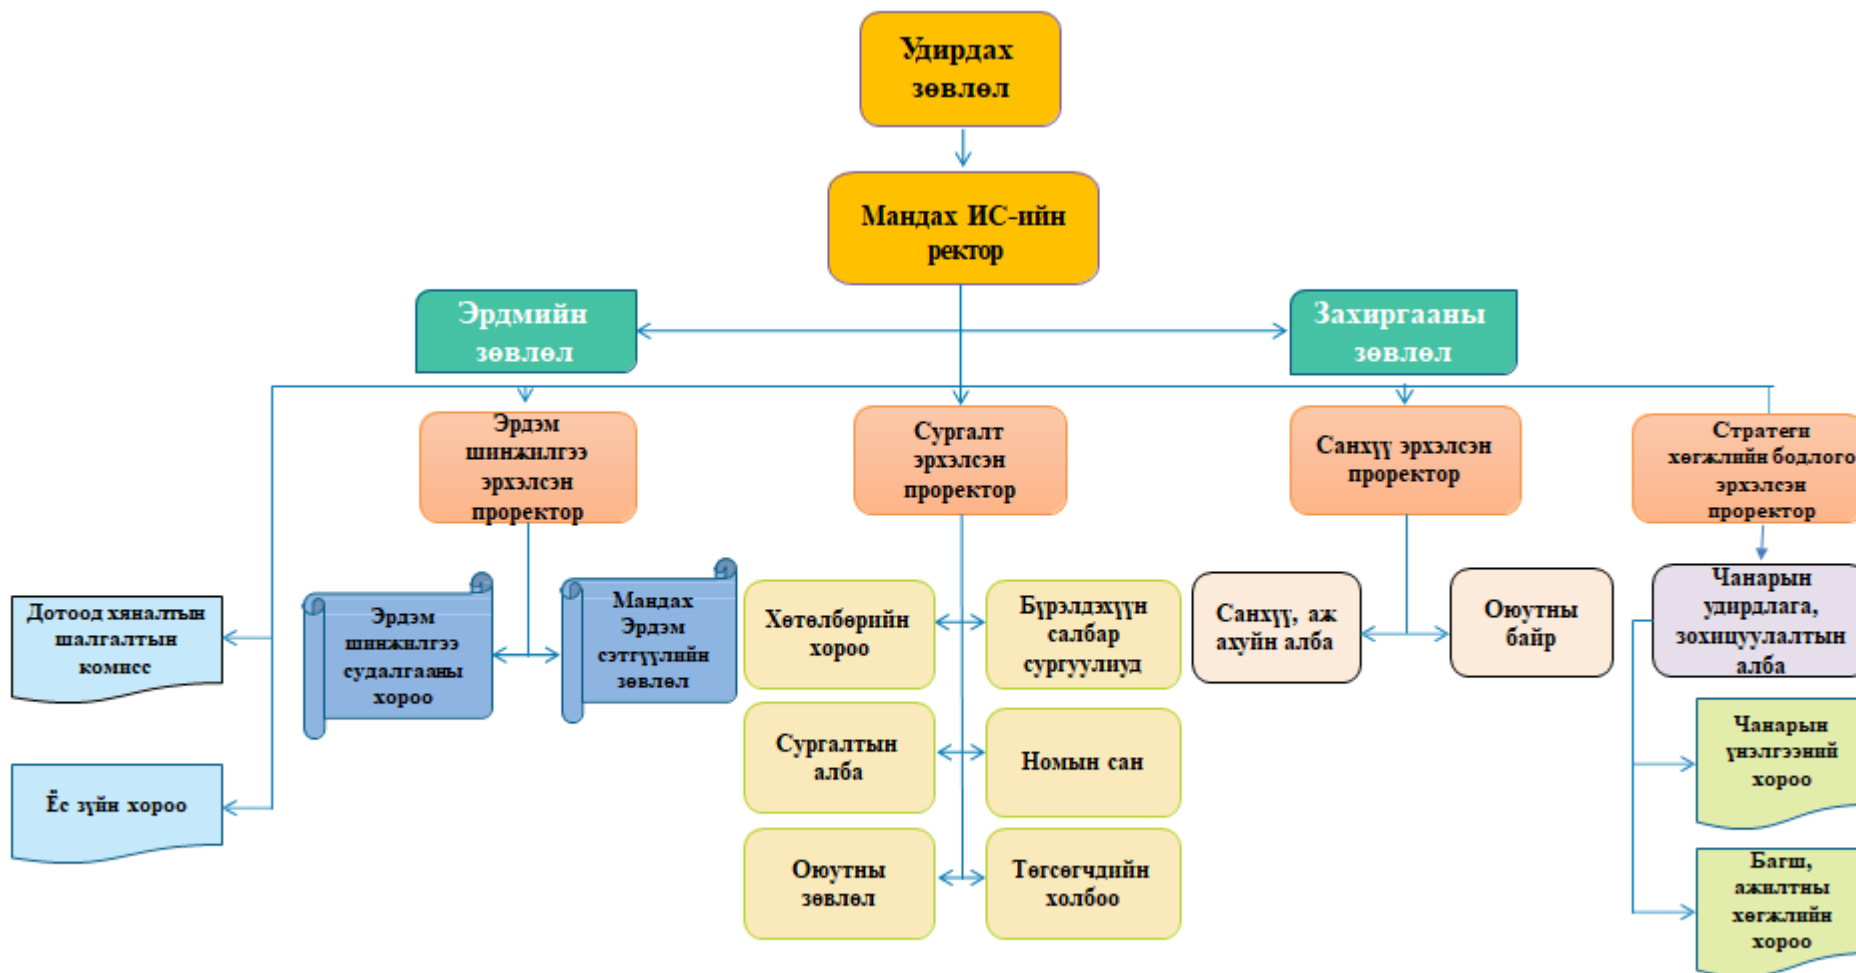 Удирдах
зөвлөл
Мандах ИС-ийн
ректор
Эрдмийн
зөвлөл
Захиргааны
зөвлөл
Эрдэм
шинжилгээ
эрхэлсэн
проректор
Сургалт
эрхэлсэн
проректор
Санхүү эрхэлсэн
проректор
Стратеги
хөгжлийн бодлого
эрхэлсэн
проректор
Дотоод хяналтын
шалгалтын
комисс
Ёс зүйн хороо
Эрдэм
шинжилгээ
судалгааны
хороо
Мандах
Эрдэм
сэтгүүлийн
зөвлөл
Хөтөлбөрийн
хороо
Бүрэлдэхүүн
салбар
сургуулиуд
Сургалтын
алба
Номын сан
Оюутны
зөвлөл
Төгсөгчдийн
холбоо
Санхүү, аж
ахуйн алба
Оюутны
байр
Чанарын
удирдлага,
зохицуулалтын
алба
Чанарын
үнэлгээний
хороо
Багш,
ажилтны
хөгжлийн
хороо